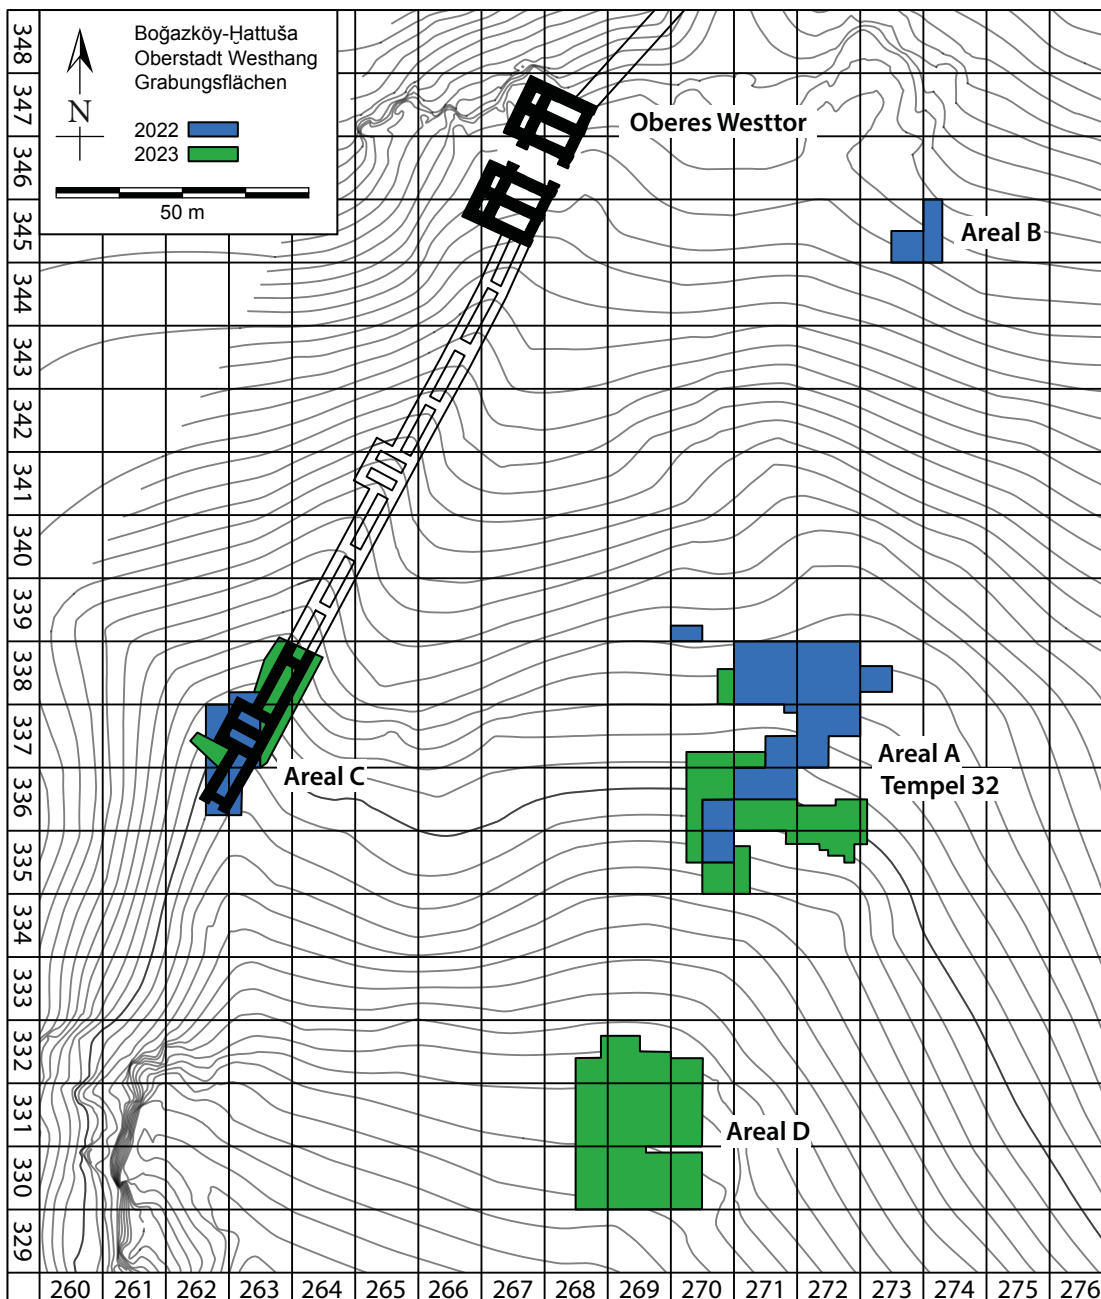 Boğazköy-Ḫattuša
Oberstadt Westhang
Grabungsflächen
N
2022
2023
50 m
Oberes Westtor
Areal B
Areal C
Areal A
Tempel 32
Areal D
348
347
346
345
344
343
342
341
340
339
338
337
336
335
334
333
332
331
330
329
260 261 262 263 264 265 266 267 268 269 270 271 272 273 274 275 276